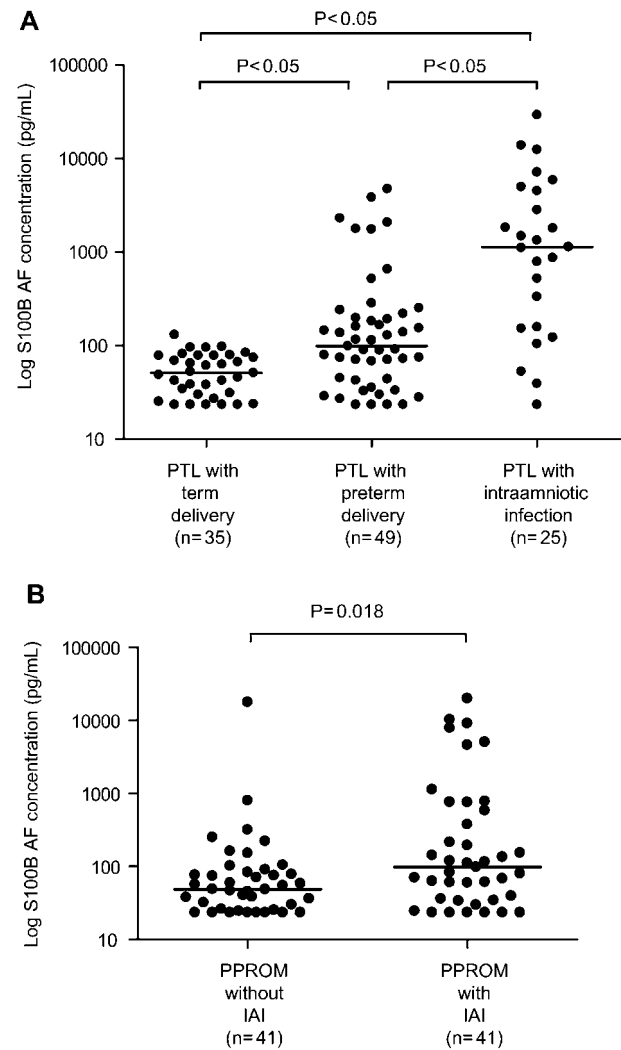 A
P<0.05
P<0.05 P<0.05
Log S100B AF concentration (pg/mL)
100000
10000
1000
100
10
PTL with
term
delivery
(n=35)
PTL with
preterm
delivery
(n=49)
PTL with
intraamniotic
infection
(n=25)
B
P=0.018
Log S100B AF concentration (pg/mL)
100000
10000
1000
100
10
PPROM
without
IAI
(n=41)
PPROM
with
IAI
(n=41)